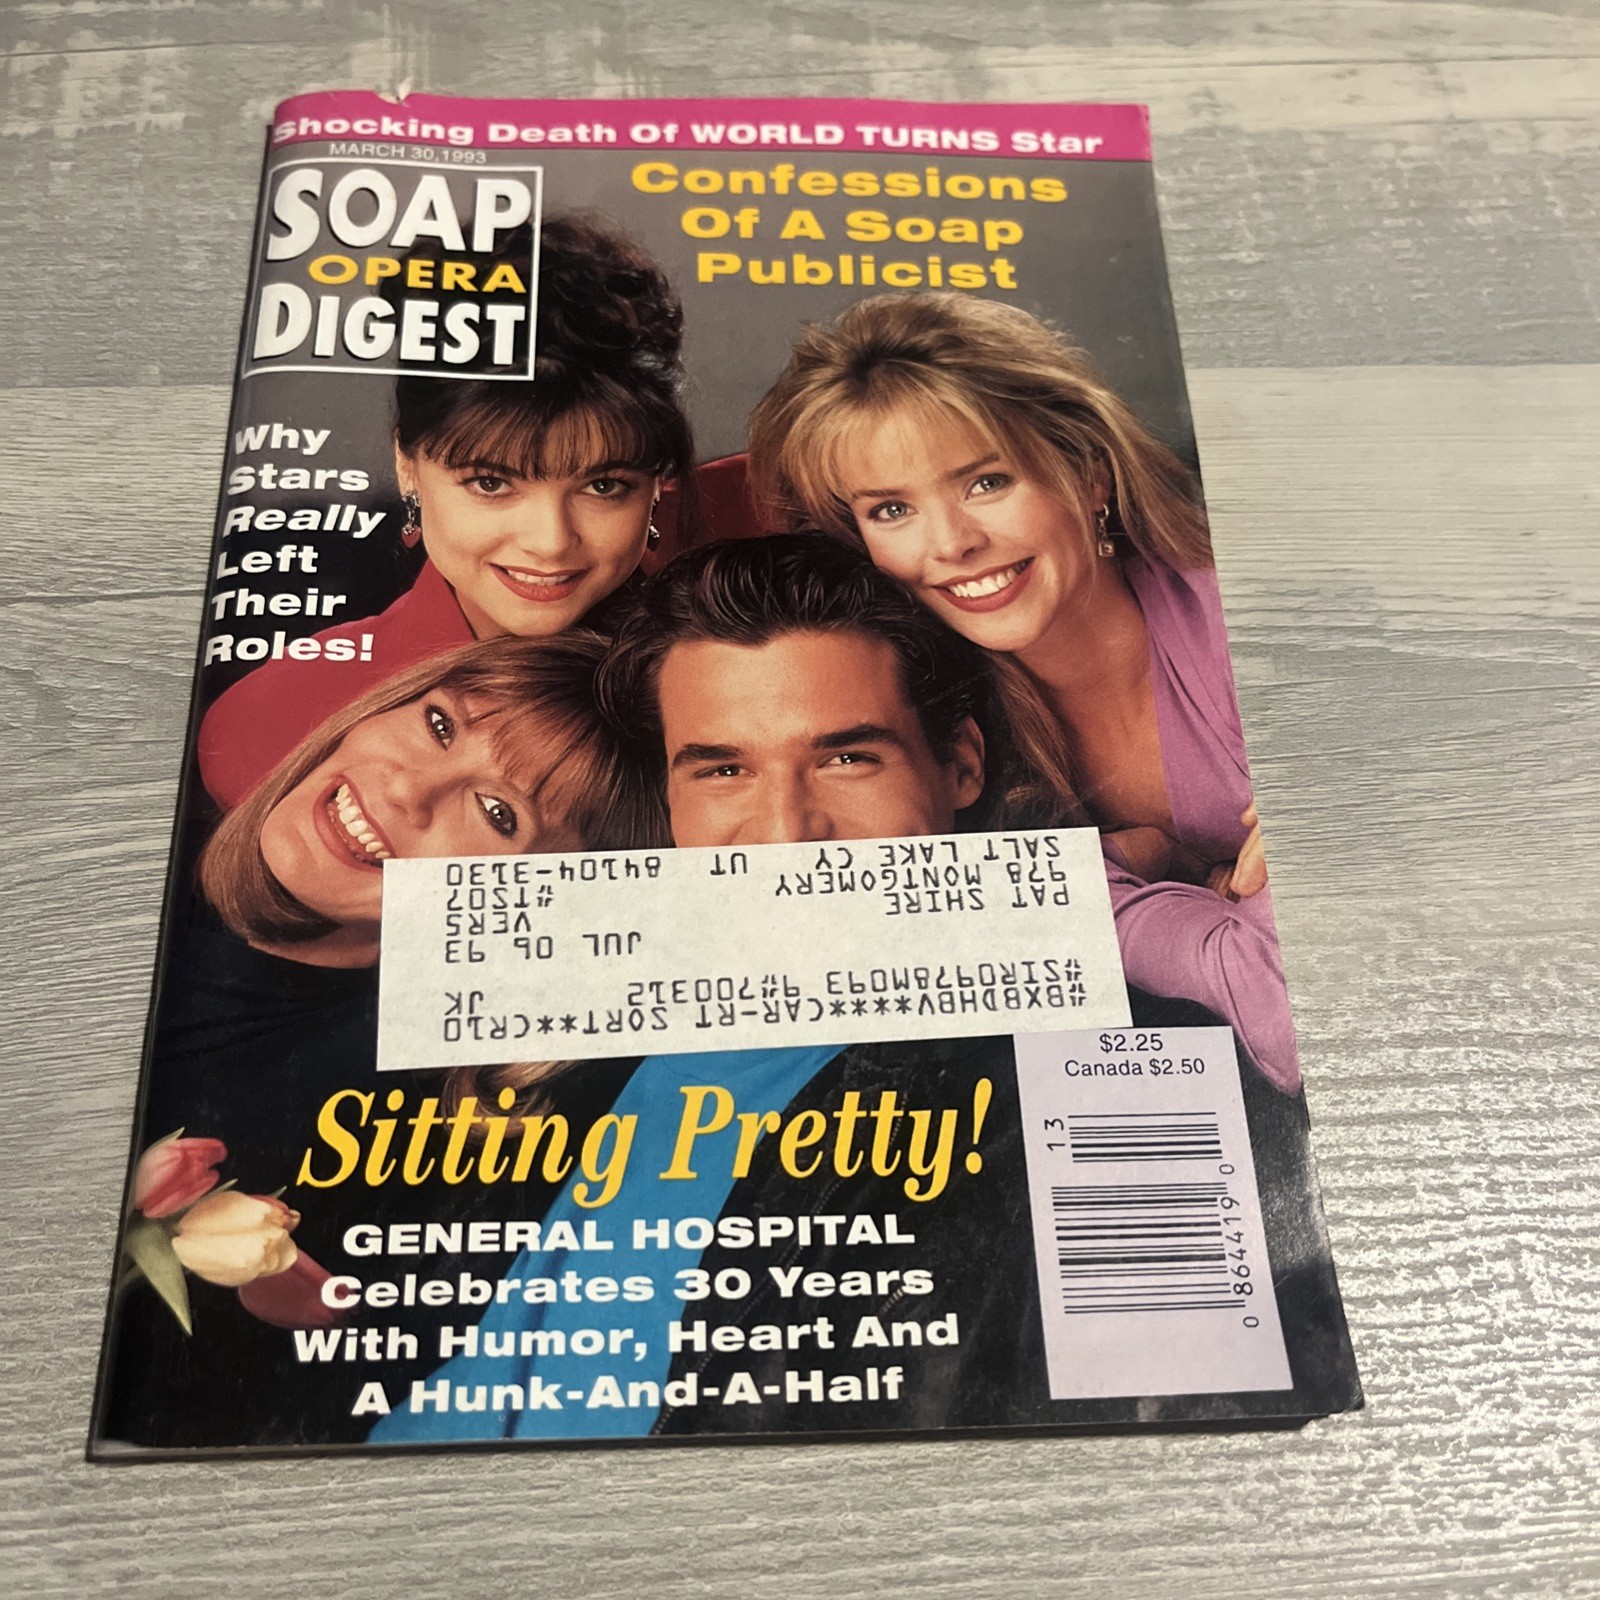 Shocking Death Of WORLD TURNS Star
MARCH 30, 1993
SOAP
OPERA
DIGEST
Confessions
Of A Soap
Publicist
Why
Stars
Really
Left
Their
Roles!
#BXBDHBV******CAR-RT SORT**CR10
#SIR0978M093 9#700312 JK
JUL 06 93
VERS
PAT SHIRE #TS07
978 MONTGOMERY
SALT LAKE CY UT 84104-3130
$2.25
Canada $2.50
13
0 864419 0
Sitting Pretty!
GENERAL HOSPITAL
Celebrates 30 Years
With Humor, Heart And
A Hunk-And-A-Half